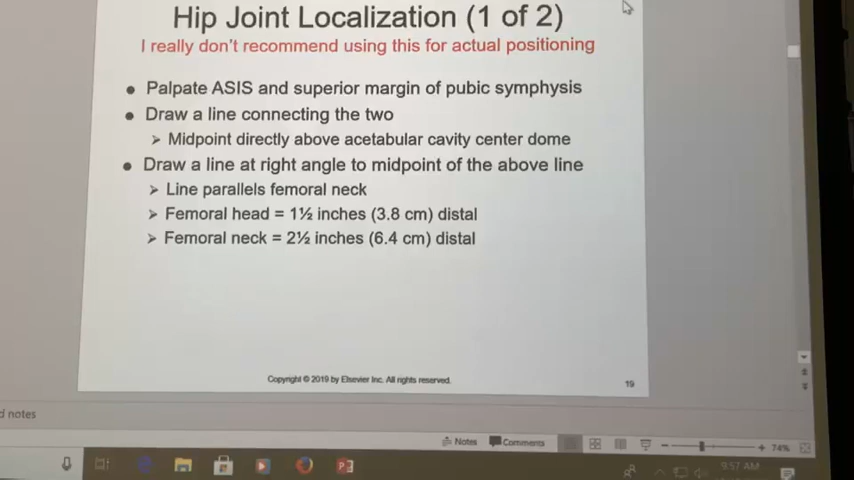 Hip Joint Localization (1 of 2)
I really don't recommend using this for actual positioning
• Palpate ASIS and superior margin of pubic symphysis
• Draw a line connecting the two
➢ Midpoint directly above acetabular cavity center dome
• Draw a line at right angle to midpoint of the above line
➢ Line parallels femoral neck
➢ Femoral head = 1½ inches (3.8 cm) distal
➢ Femoral neck = 2½ inches (6.4 cm) distal
Copyright © 2019 by Elsevier Inc. All rights reserved.
19
d notes
Notes Comments 74%
9:57 AM